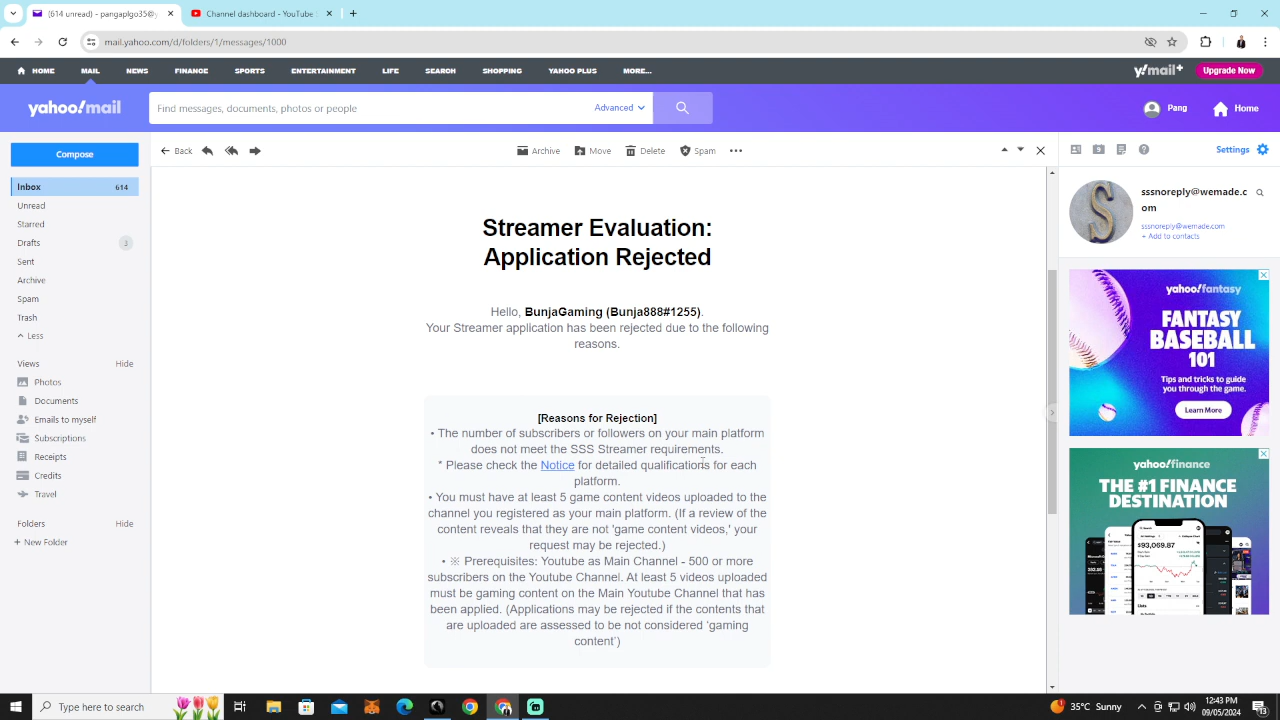 (614 unread) - pangaplgo35@y
Channel dashboard - YouTube S
mail.yahoo.com/d/folders/1/messages/1000
HOME MAIL NEWS FINANCE SPORTS ENTERTAINMENT LIFE SEARCH SHOPPING YAHOO PLUS MORE...
y!mail+ Upgrade Now
yahoo!mail
Find messages, documents, photos or people
Advanced
Pang
Home
Compose
Back
Archive Move Delete Spam
Settings
Inbox 614
Unread
Starred
Drafts 3
Sent
Archive
Spam
Trash
Less
Views Hide
Photos
Documents
Emails to myself
Subscriptions
Receipts
Credits
Travel
Folders Hide
+ New Folder
Streamer Evaluation:
Application Rejected
Hello, BunjaGaming (Bunja888#1255).
Your Streamer application has been rejected due to the following
reasons.
[Reasons for Rejection]
• The number of subscribers or followers on your main platform
does not meet the SSS Streamer requirements.
* Please check the Notice for detailed qualifications for each
platform.
• You must have at least 5 game content videos uploaded to the
channel you registered as your main platform. (If a review of the
content reveals that they are not 'game content videos,' your
request may be rejected.)
• ※ Prerequisites: Youtube as Main Channel - 500 or more
subscribers on the Youtube Channel. At least 5 videos uploaded
must be gaming content on the Main Youtube Channel that has
been applied. (Applications may be rejected if the contents that
are uploaded are assessed to be not considered 'gaming
content')
S
sssnoreply@wemade.c
om
sssnoreply@wemade.com
+ Add to contacts
yahoo!fantasy
FANTASY
BASEBALL
101
Tips and tricks to guide
you through the game.
Learn More
yahoo!finance
THE #1 FINANCE
DESTINATION
$93,069.87
Type here to search
35°C Sunny
12:43 PM
09/05/2024
13